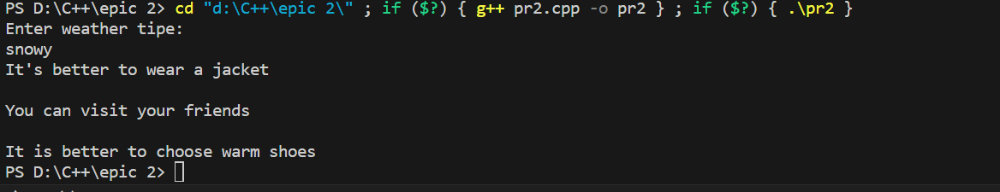 PS D:\C++\epic 2> cd "d:\C++\epic 2\" ; if ($?) { g++ pr2.cpp -o pr2 } ; if ($?) { .\pr2 }
Enter weather tipe:
snowy
It's better to wear a jacket
You can visit your friends
It is better to choose warm shoes
PS D:\C++\epic 2>